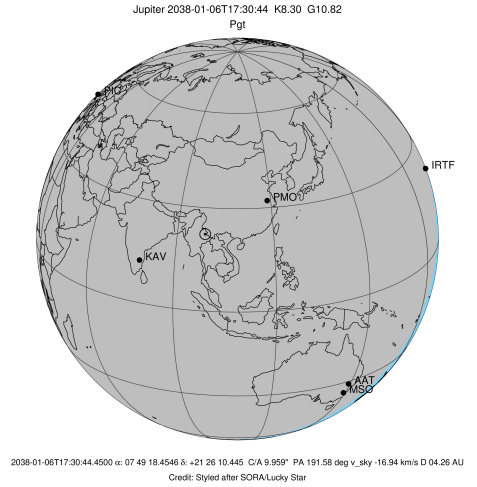 Jupiter 2038-01-06T17:30:44 K8.30 G10.82
Pgt
PIC
IRTF
PMO
KAV
AAT
MSO
2038-01-06T17:30:44.4500 α: 07 49 18.4546 δ: +21 26 10.445 C/A 9.959" PA 191.58 deg v_sky -16.94 km/s D 04.26 AU
Credit: Styled after SORA/Lucky Star